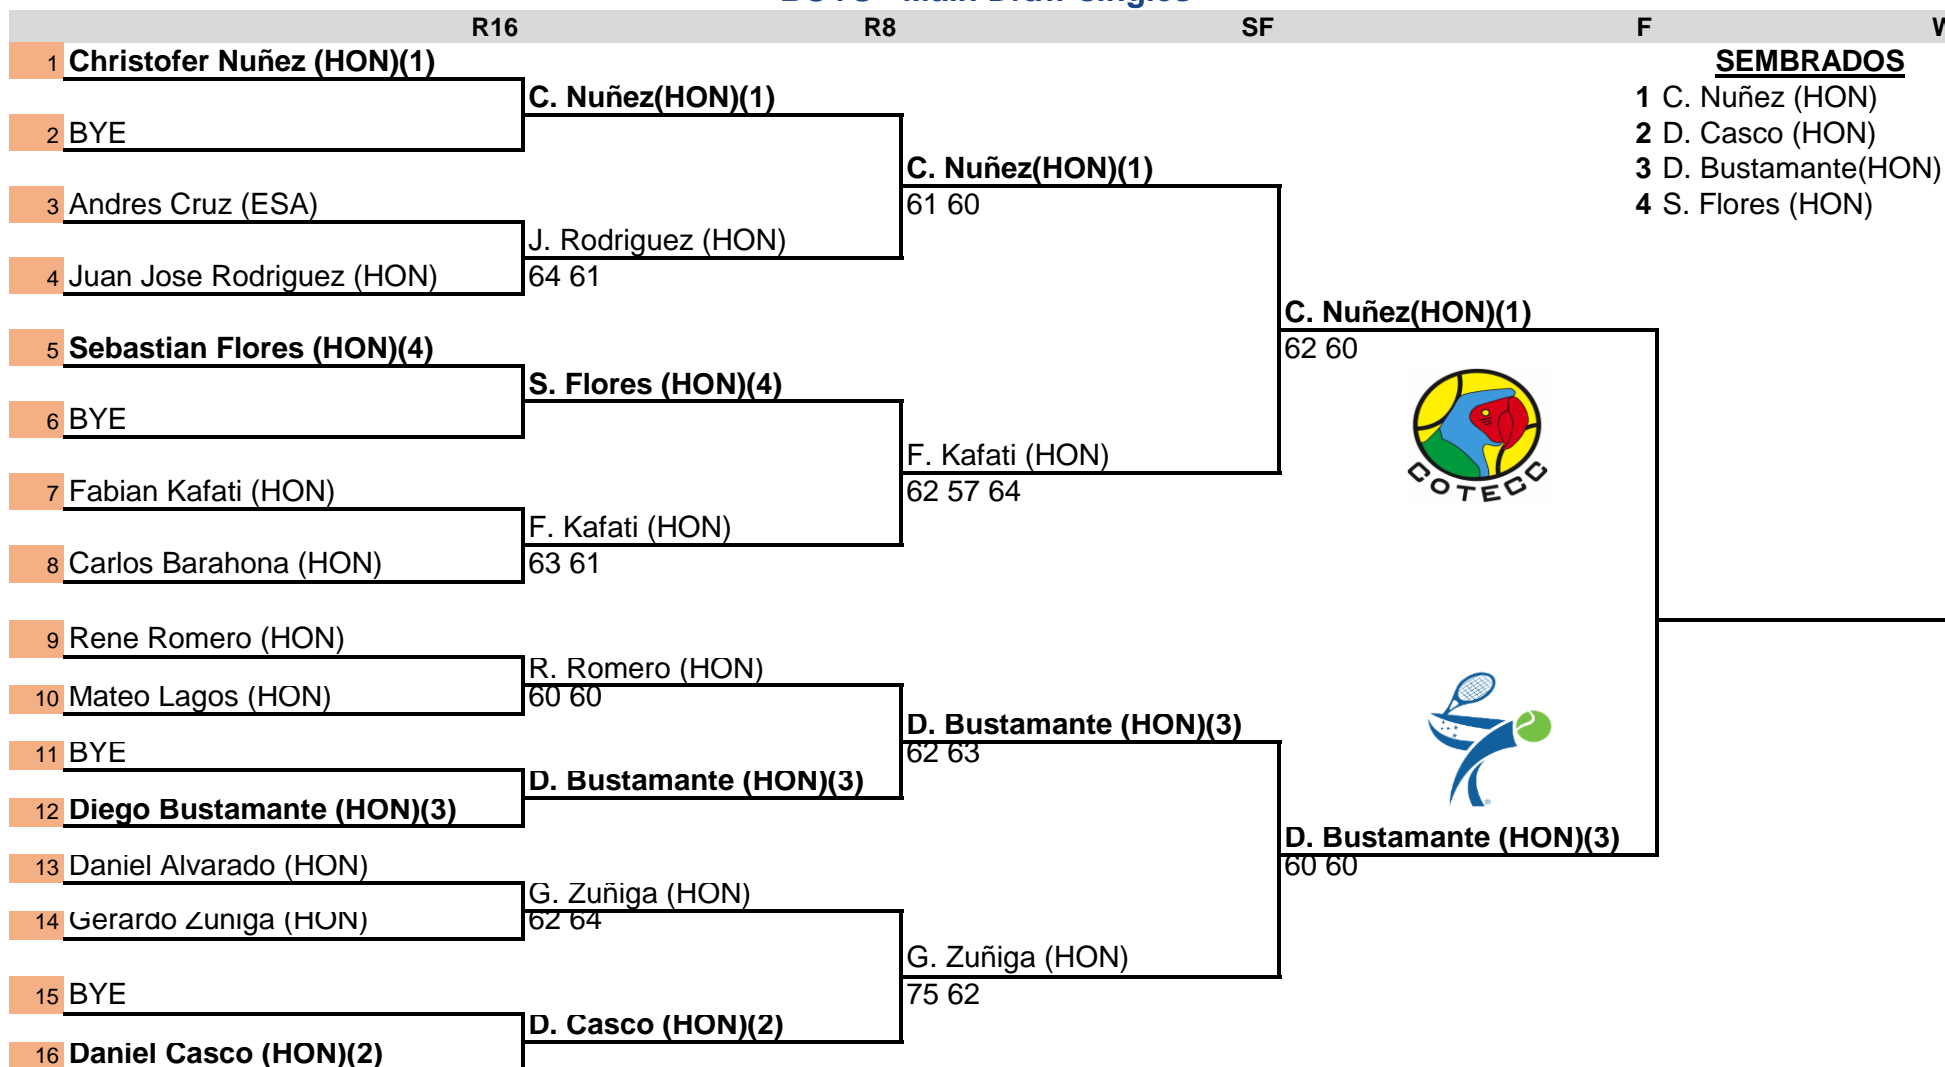 BOYS - Main Draw Singles
R16 R8 SF F W
1 Christofer Nuñez (HON)(1)
2 BYE
3 Andres Cruz (ESA)
4 Juan Jose Rodriguez (HON)
5 Sebastian Flores (HON)(4)
6 BYE
7 Fabian Kafati (HON)
8 Carlos Barahona (HON)
9 Rene Romero (HON)
10 Mateo Lagos (HON)
11 BYE
12 Diego Bustamante (HON)(3)
13 Daniel Alvarado (HON)
14 Gerardo Zuniga (HON)
15 BYE
16 Daniel Casco (HON)(2)
C. Nuñez(HON)(1)
J. Rodriguez (HON)
64 61
S. Flores (HON)(4)
F. Kafati (HON)
63 61
R. Romero (HON)
60 60
D. Bustamante (HON)(3)
G. Zuñiga (HON)
62 64
D. Casco (HON)(2)
C. Nuñez(HON)(1)
61 60
F. Kafati (HON)
62 57 64
D. Bustamante (HON)(3)
62 63
G. Zuñiga (HON)
75 62
C. Nuñez(HON)(1)
62 60
COTECC
D. Bustamante (HON)(3)
60 60
SEMBRADOS
1 C. Nuñez (HON)
2 D. Casco (HON)
3 D. Bustamante(HON)
4 S. Flores (HON)